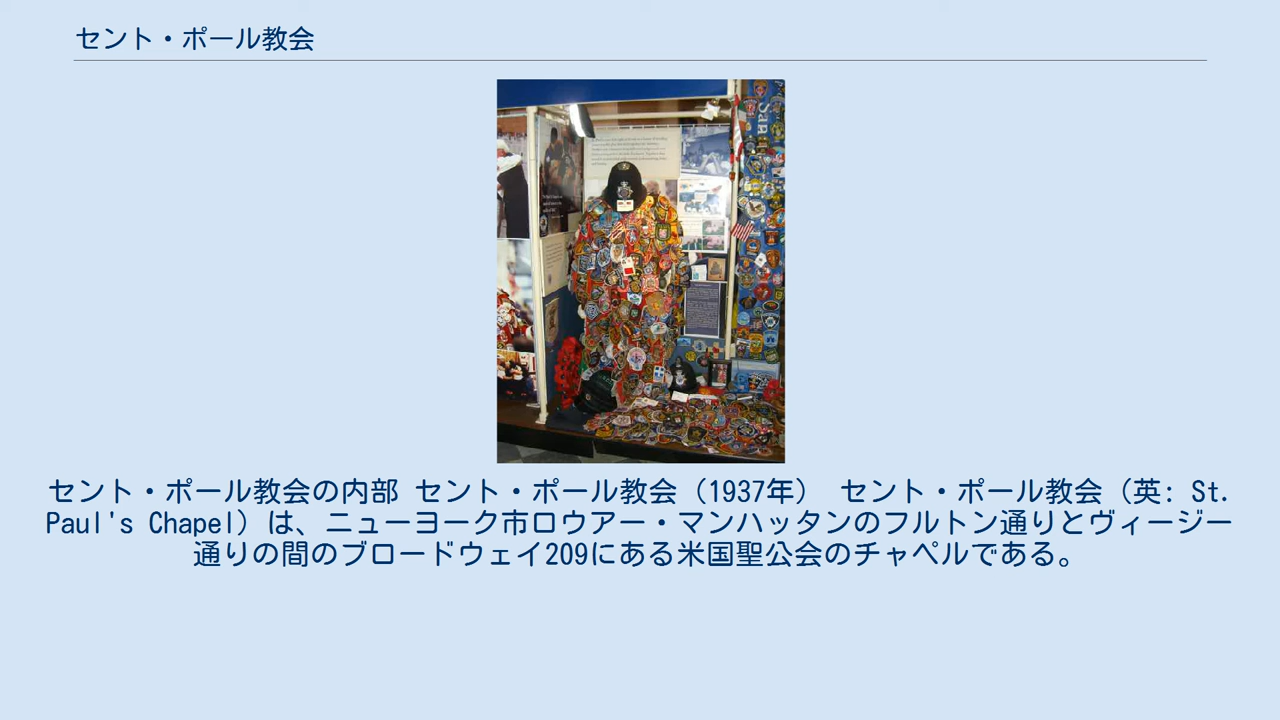 セント・ポール教会
San
セント・ポール教会の内部 セント・ポール教会（1937年） セント・ポール教会（英: St.
Paul's Chapel）は、ニューヨーク市ロウアー・マンハッタンのフルトン通りとヴィージー
通りの間のブロードウェイ209にある米国聖公会のチャペルである。